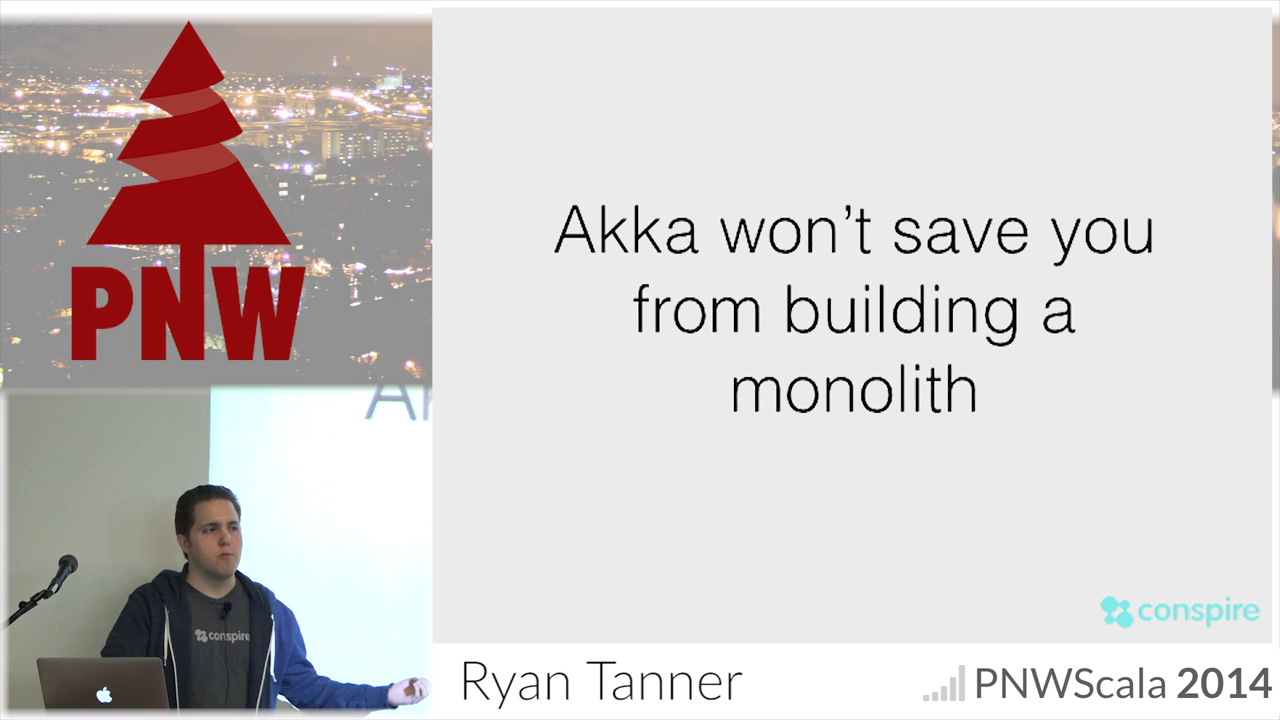 PNW
Akka won't save you
from building a
monolith
conspire
conspire
Ryan Tanner
PNWScala 2014